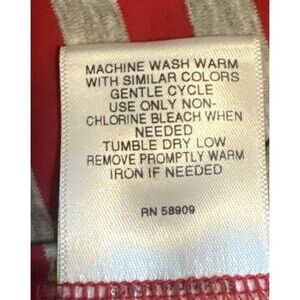 MACHINE WASH WARM
WITH SIMILAR COLORS
GENTLE CYCLE
USE ONLY NON-
CHLORINE BLEACH WHEN
NEEDED
TUMBLE DRY LOW
REMOVE PROMPTLY WARM
IRON IF NEEDED
RN 58909